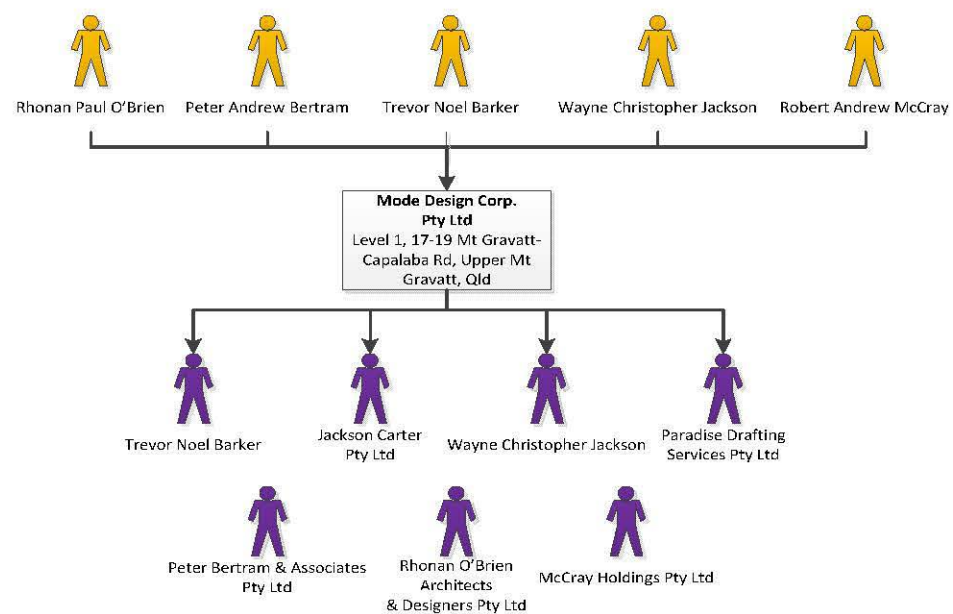 Rhonan Paul O'Brien
Peter Andrew Bertram
Trevor Noel Barker
Wayne Christopher Jackson
Robert Andrew McCray
Mode Design Corp.
Pty Ltd
Level 1, 17-19 Mt Gravatt-
Capalaba Rd, Upper Mt
Gravatt, Qld
Trevor Noel Barker
Jackson Carter
Pty Ltd
Wayne Christopher Jackson
Paradise Drafting
Services Pty Ltd
Peter Bertram & Associates
Pty Ltd
Rhonan O'Brien
Architects
& Designers Pty Ltd
McCray Holdings Pty Ltd